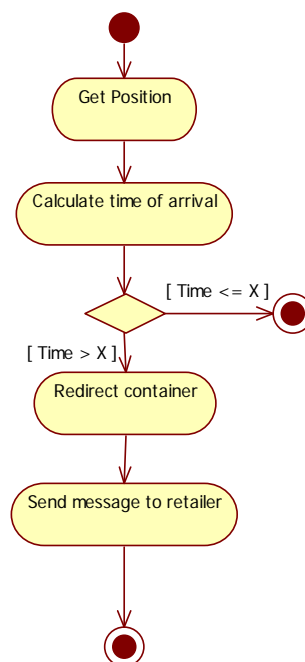 Get Position
Calculate time of arrival
[ Time <= X ]
[ Time > X ]
Redirect container
Send message to retailer